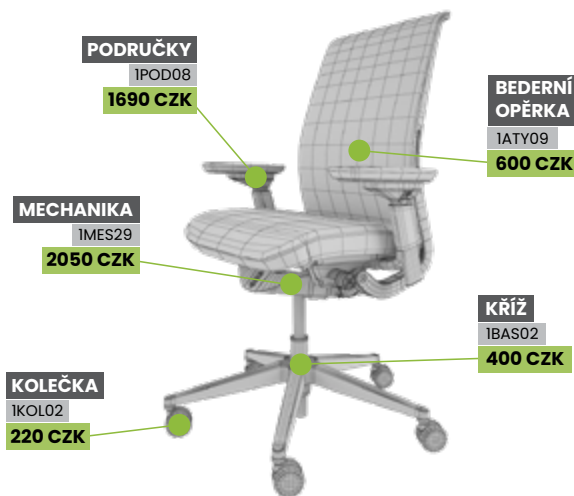 PODRUČKY
1POD08
1690 CZK
BEDERNÍ
OPĚRKA
1ATY09
600 CZK
MECHANIKA
1MES29
2050 CZK
KŘÍŽ
1BAS02
400 CZK
KOLEČKA
1KOL02
220 CZK